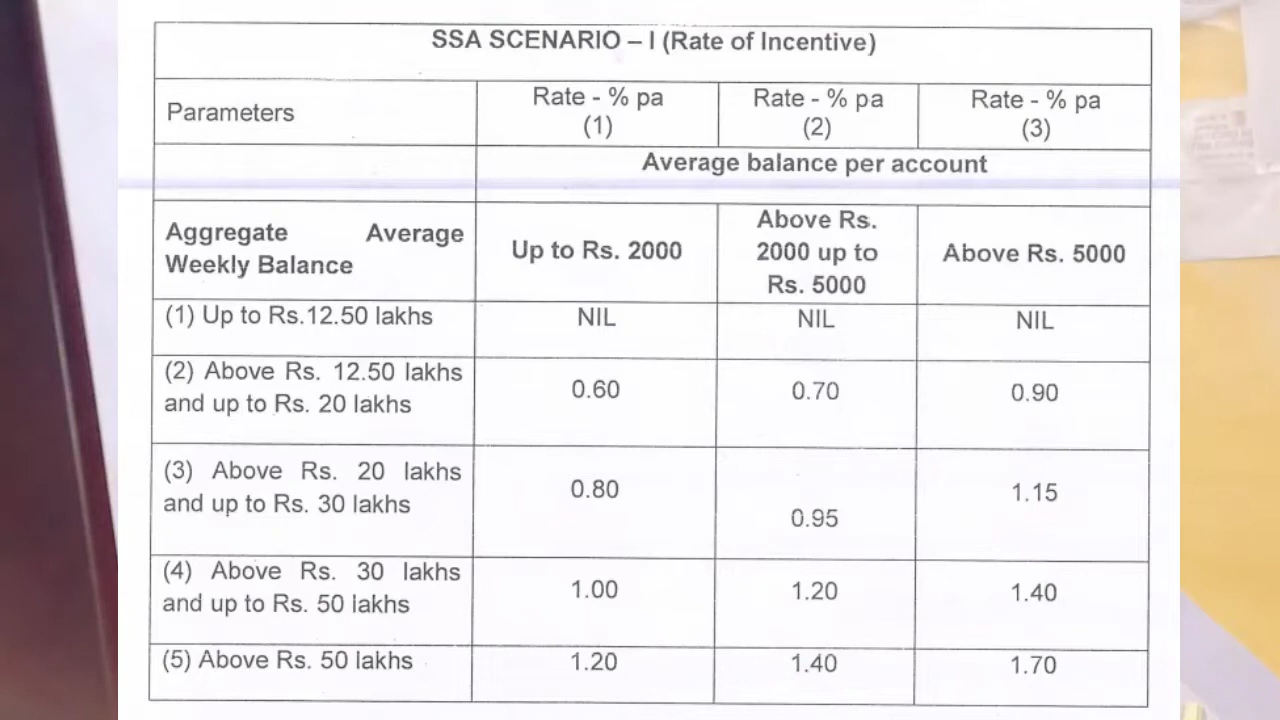 SSA SCENARIO – I (Rate of Incentive)
Parameters
Rate - % pa
(1)
Rate - % pa
(2)
Rate - % pa
(3)
Average balance per account
Aggregate Average
Weekly Balance
Up to Rs. 2000
Above Rs.
2000 up to
Rs. 5000
Above Rs. 5000
(1) Up to Rs.12.50 lakhs
NIL
NIL
NIL
(2) Above Rs. 12.50 lakhs
and up to Rs. 20 lakhs
0.60
0.70
0.90
(3) Above Rs. 20 lakhs
and up to Rs. 30 lakhs
0.80
0.95
1.15
(4) Above Rs. 30 lakhs
and up to Rs. 50 lakhs
1.00
1.20
1.40
(5) Above Rs. 50 lakhs
1.20
1.40
1.70